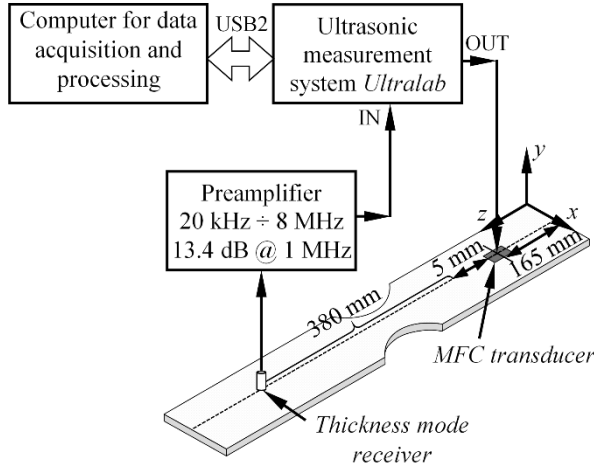 Computer for data
acquisition and
processing
USB2
Ultrasonic
measurement
system Ultralab
OUT
IN
Preamplifier
20 kHz ÷ 8 MHz
13.4 dB @ 1 MHz
y
z
x
5 mm
165 mm
380 mm
MFC transducer
Thickness mode
receiver